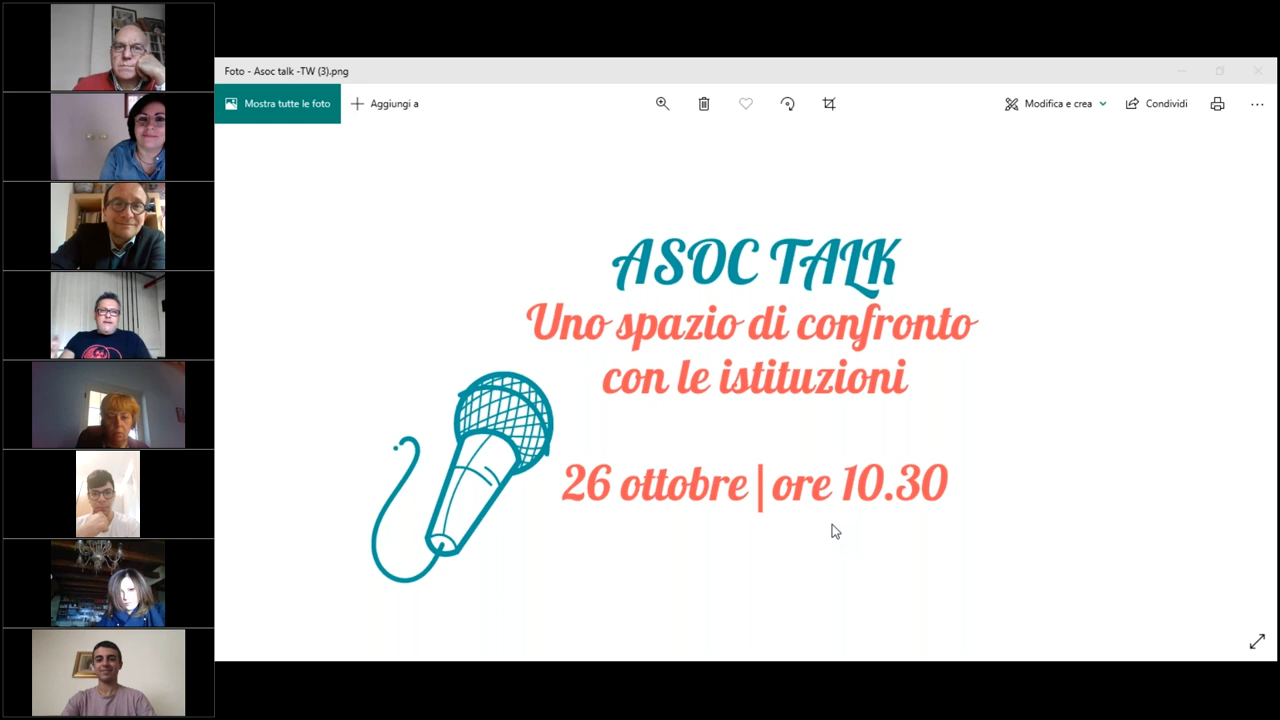 Foto - Asoc talk -TW (3).png
Mostra tutte le foto
Aggiungi a
Modifica e crea
Condividi
ASOC TALK
Uno spazio di confronto
con le istituzioni
26 ottobre|ore 10.30